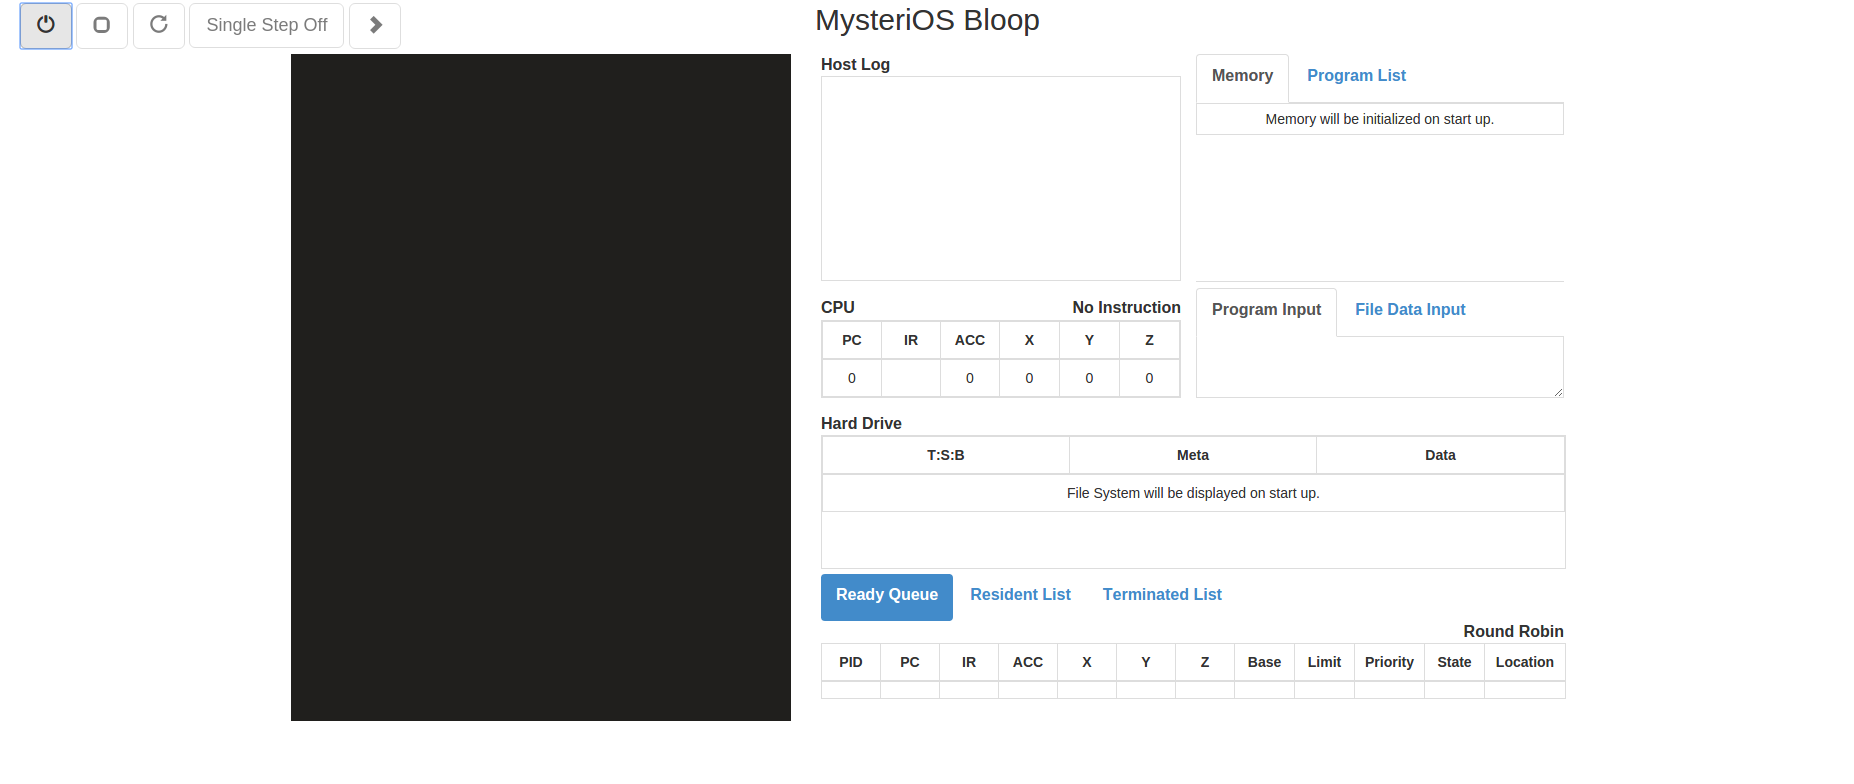 Single Step Off
MysteriOS Bloop
Host Log
Memory Program List
Memory will be initialized on start up.
CPU No Instruction
PC IR ACC X Y Z
0 0 0 0 0
Program Input File Data Input
Hard Drive
T:S:B Meta Data
File System will be displayed on start up.
Ready Queue Resident List Terminated List
Round Robin
PID PC IR ACC X Y Z Base Limit Priority State Location